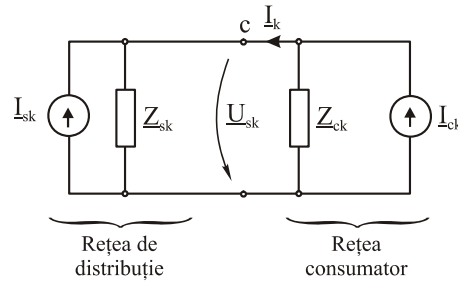 c
I_k
I_sk
Z_sk
U_sk
Z_ck
I_ck
Rețea de
distribuție
Rețea
consumator